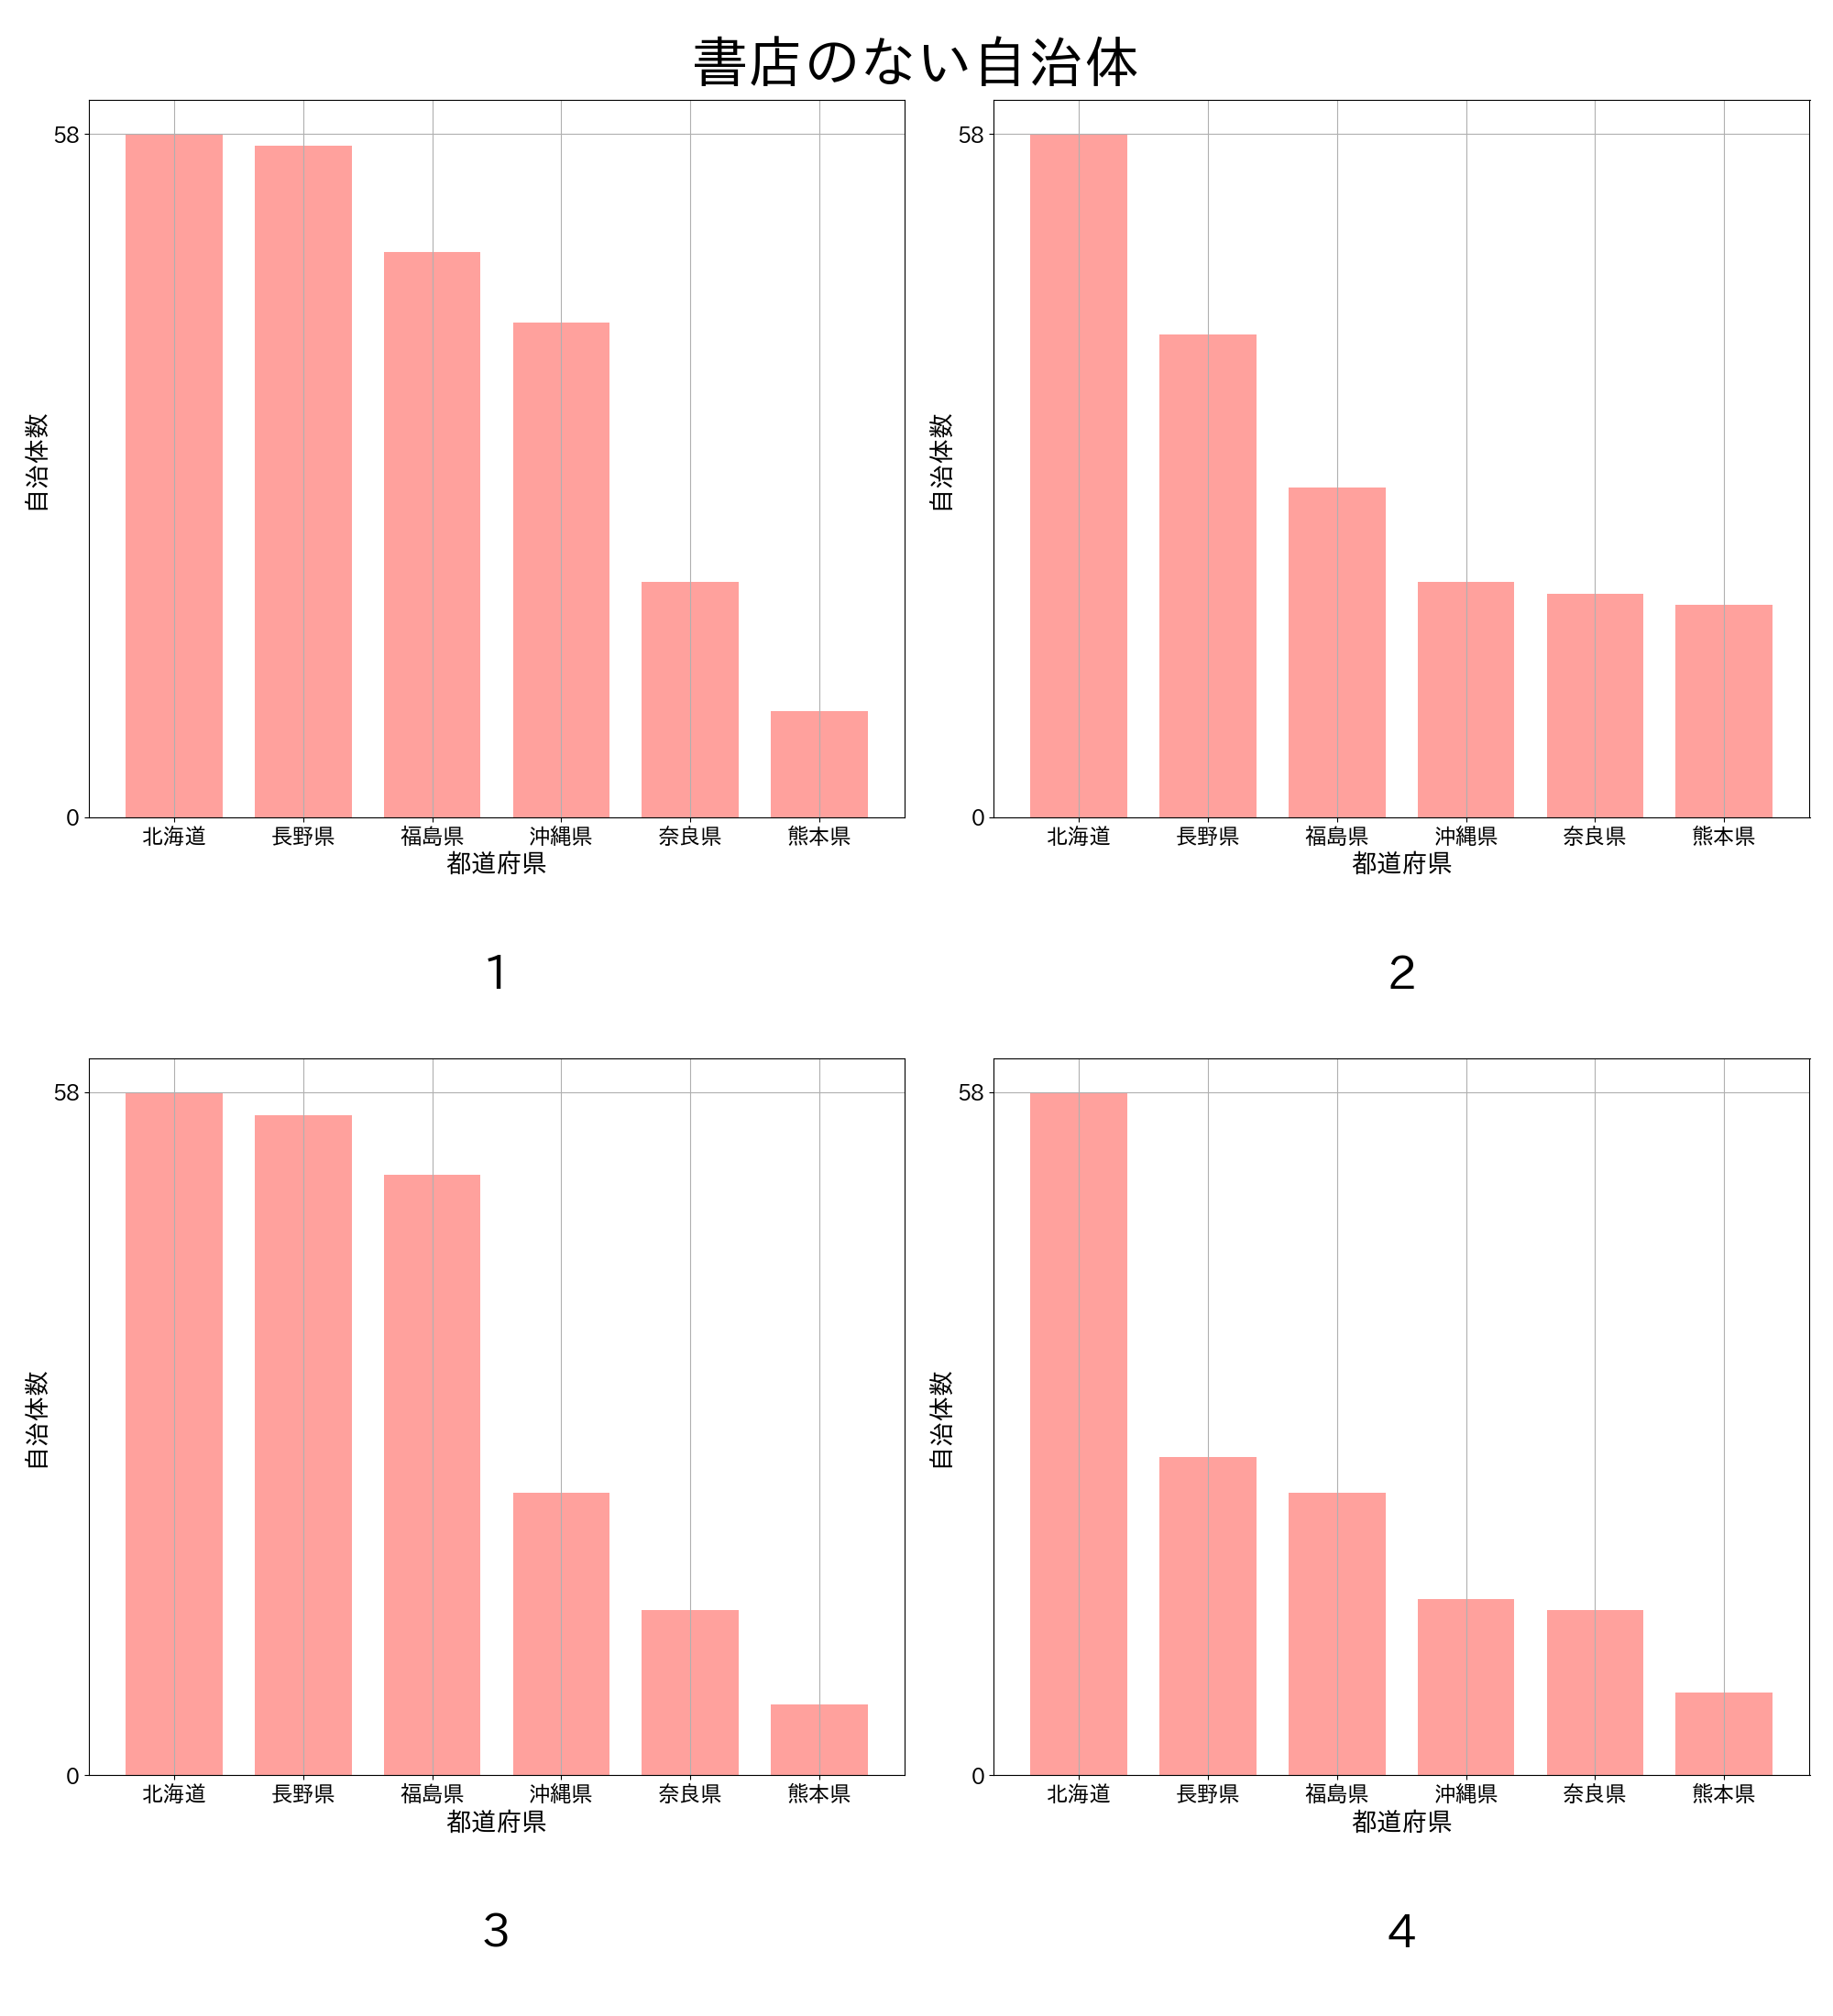 書店のない自治体
58
0
自治体数
北海道 長野県 福島県 沖縄県 奈良県 熊本県
都道府県
1
58
0
自治体数
北海道 長野県 福島県 沖縄県 奈良県 熊本県
都道府県
2
58
0
自治体数
北海道 長野県 福島県 沖縄県 奈良県 熊本県
都道府県
3
58
0
自治体数
北海道 長野県 福島県 沖縄県 奈良県 熊本県
都道府県
4